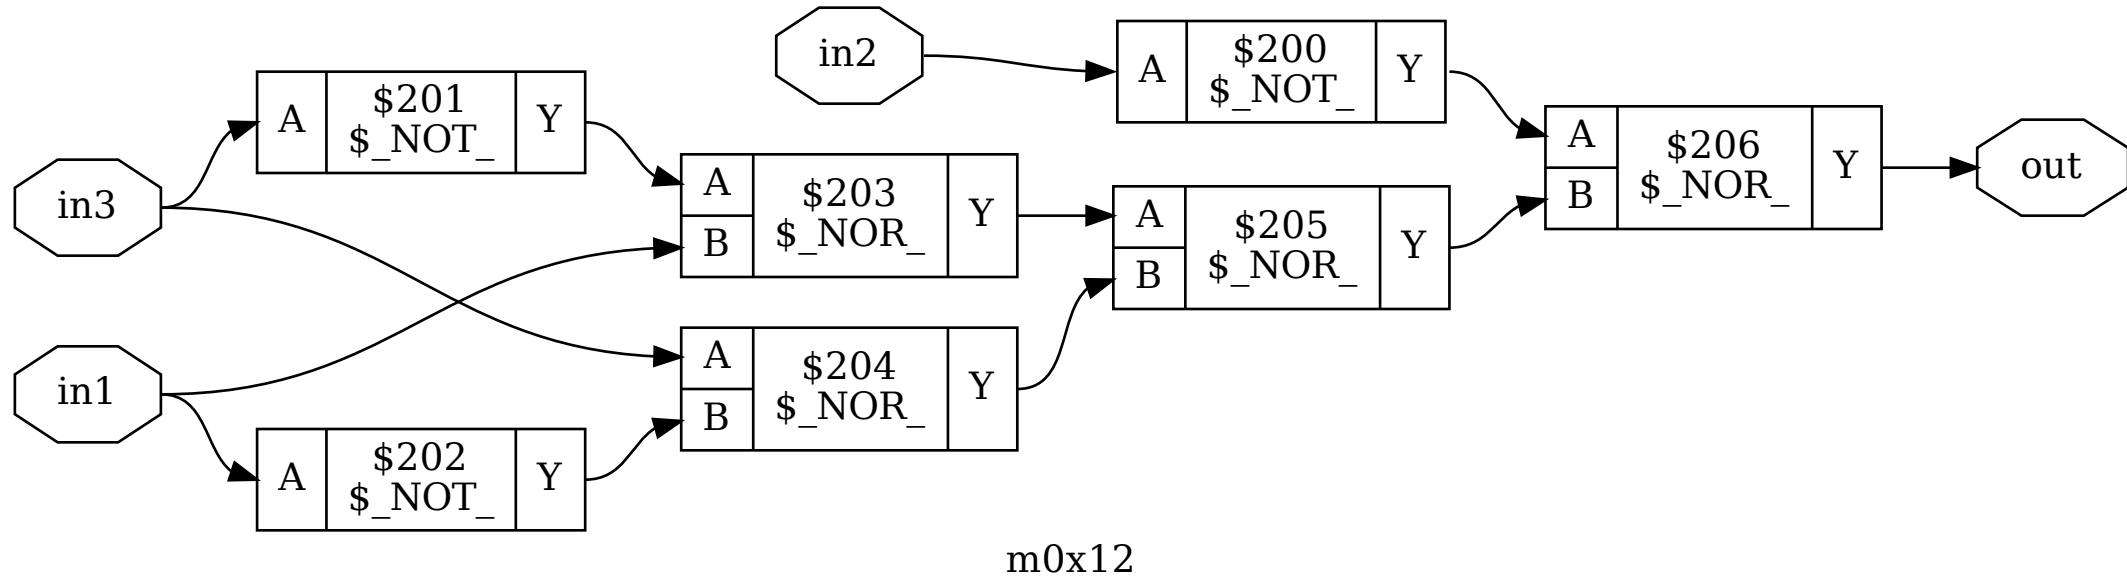 in2
A
$200
$_NOT_
Y
$201
$_NOT_
A
Y
in3
A
B
$203
$_NOR_
Y
A
B
$205
$_NOR_
Y
A
B
$206
$_NOR_
Y
out
in1
A
B
$204
$_NOR_
Y
A
$202
$_NOT_
Y
m0x12